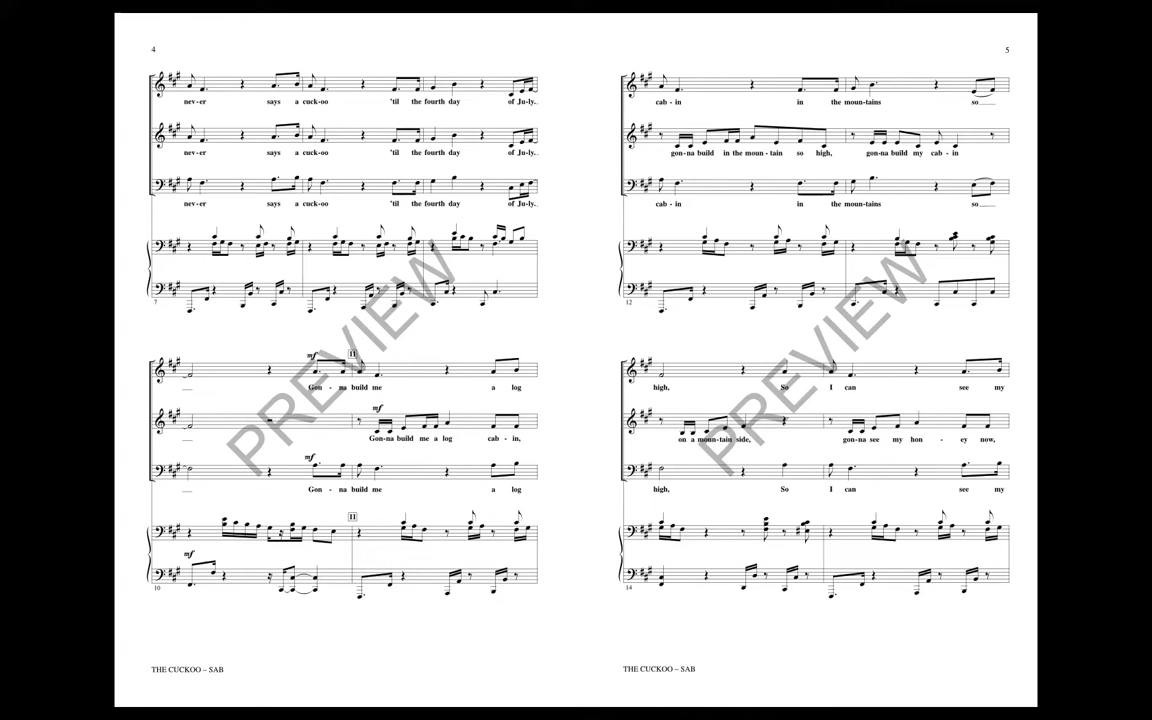 4
nev-er says a cuck-oo 'til the fourth day of Ju-ly.
nev-er says a cuck-oo 'til the fourth day of Ju-ly.
nev-er says a cuck-oo 'til the fourth day of Ju-ly.
7
mf 11
Gon - na build me a log
mf
Gon-na build me a log cab - in,
mf
Gon - na build me a log
11
mf
10
THE CUCKOO – SAB
5
cab - in in the moun-tains so
gon-na build in the moun - tain so high, gon-na build my cab - in
cab - in in the moun-tains so
12
high, So I can see my
on a moun-tain side, gon-na see my hon - ey now,
high, So I can see my
14
THE CUCKOO – SAB
PREVIEW
PREVIEW